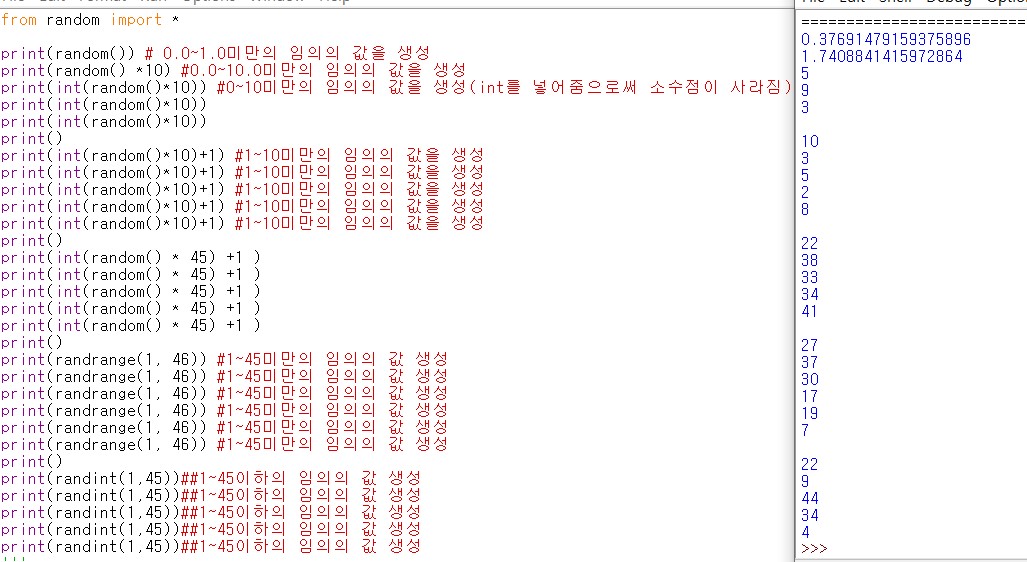 from random import *
print(random()) # 0.0~1.0미만의 임의의 값을 생성
print(random() *10) #0.0~10.0미만의 임의의 값을 생성
print(int(random()*10)) #0~10미만의 임의의 값을 생성(int를 넣어줌으로써 소수점이 사라짐)
print(int(random()*10))
print(int(random()*10))
print()
print(int(random()*10)+1) #1~10미만의 임의의 값을 생성
print(int(random()*10)+1) #1~10미만의 임의의 값을 생성
print(int(random()*10)+1) #1~10미만의 임의의 값을 생성
print(int(random()*10)+1) #1~10미만의 임의의 값을 생성
print(int(random()*10)+1) #1~10미만의 임의의 값을 생성
print()
print(int(random() * 45) +1 )
print(int(random() * 45) +1 )
print(int(random() * 45) +1 )
print(int(random() * 45) +1 )
print(int(random() * 45) +1 )
print()
print(randrange(1, 46)) #1~45미만의 임의의 값 생성
print(randrange(1, 46)) #1~45미만의 임의의 값 생성
print(randrange(1, 46)) #1~45미만의 임의의 값 생성
print(randrange(1, 46)) #1~45미만의 임의의 값 생성
print(randrange(1, 46)) #1~45미만의 임의의 값 생성
print(randrange(1, 46)) #1~45미만의 임의의 값 생성
print()
print(randint(1,45))##1~45이하의 임의의 값 생성
print(randint(1,45))##1~45이하의 임의의 값 생성
print(randint(1,45))##1~45이하의 임의의 값 생성
print(randint(1,45))##1~45이하의 임의의 값 생성
print(randint(1,45))##1~45이하의 임의의 값 생성
=========================
0.37691479159375896
1.7408841415972864
5
9
3
10
3
5
2
8
22
38
33
34
41
27
37
30
17
19
7
22
9
44
34
4
>>>